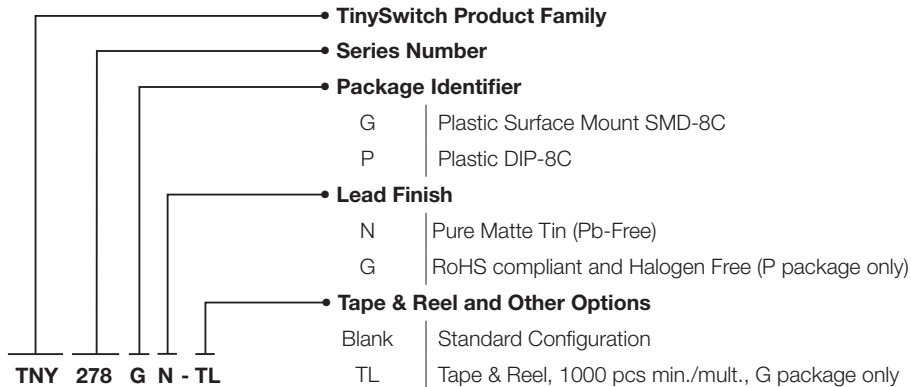 • TinySwitch Product Family
• Series Number
• Package Identifier
G Plastic Surface Mount SMD-8C
P Plastic DIP-8C
• Lead Finish
N Pure Matte Tin (Pb-Free)
G RoHS compliant and Halogen Free (P package only)
• Tape & Reel and Other Options
Blank Standard Configuration
TL Tape & Reel, 1000 pcs min./mult., G package only
TNY 278 G N - TL